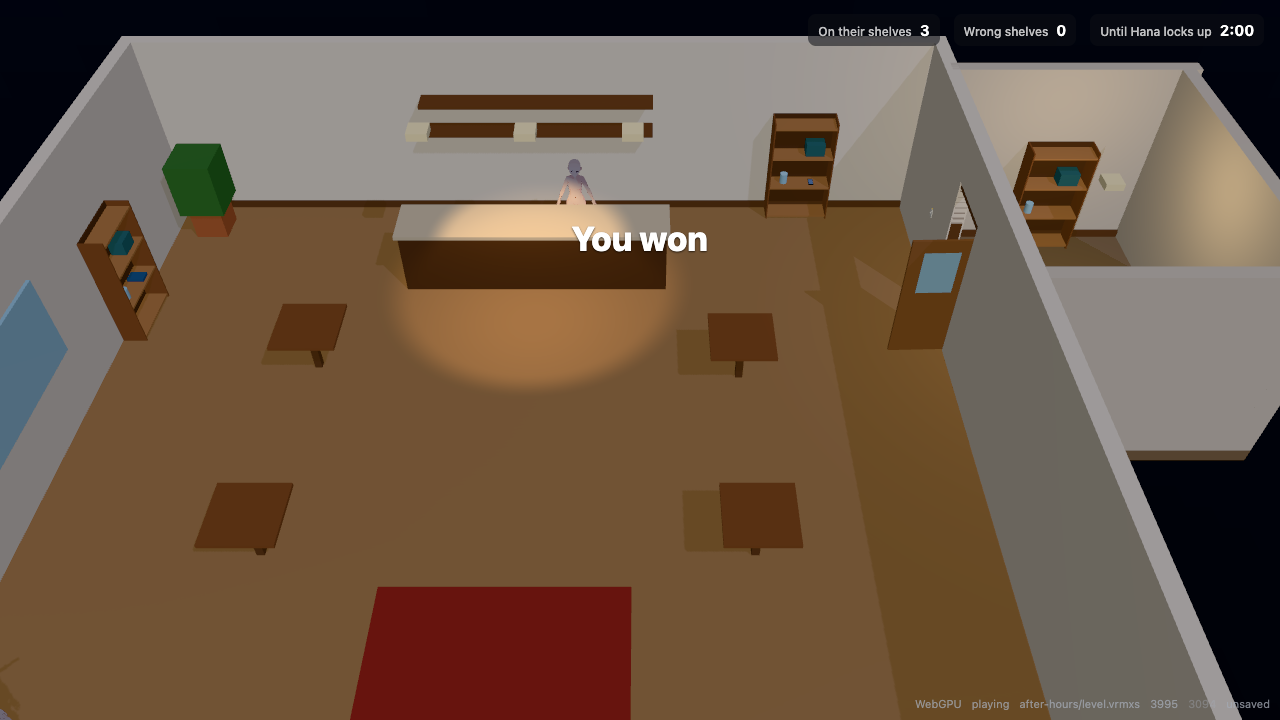 On their shelves 3 Wrong shelves 0 Until Hana locks up 2:00
You won
WebGPU playing after-hours/level.vrmxs 3995 unsaved